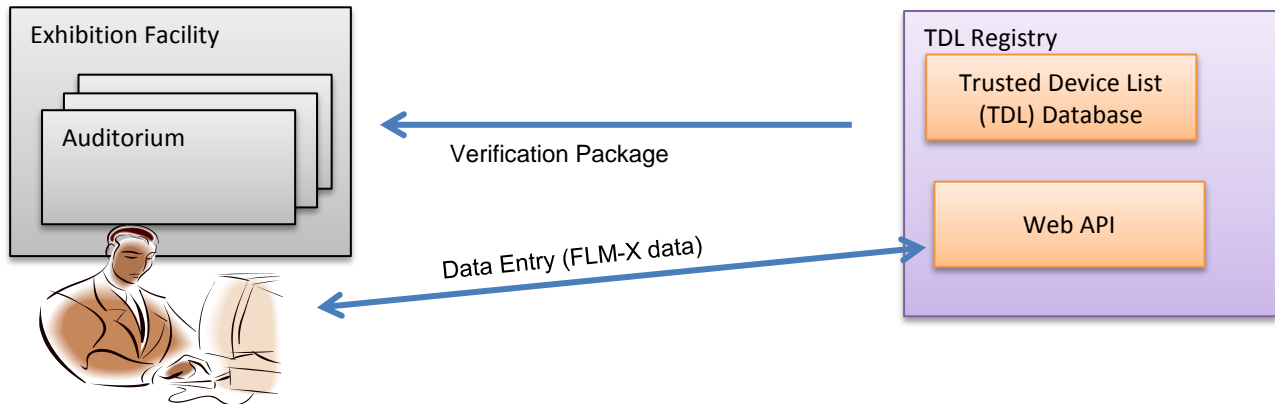 Exhibition Facility
Auditorium
Verification Package
Data Entry (FLM-X data)
TDL Registry
Trusted Device List
(TDL) Database
Web API